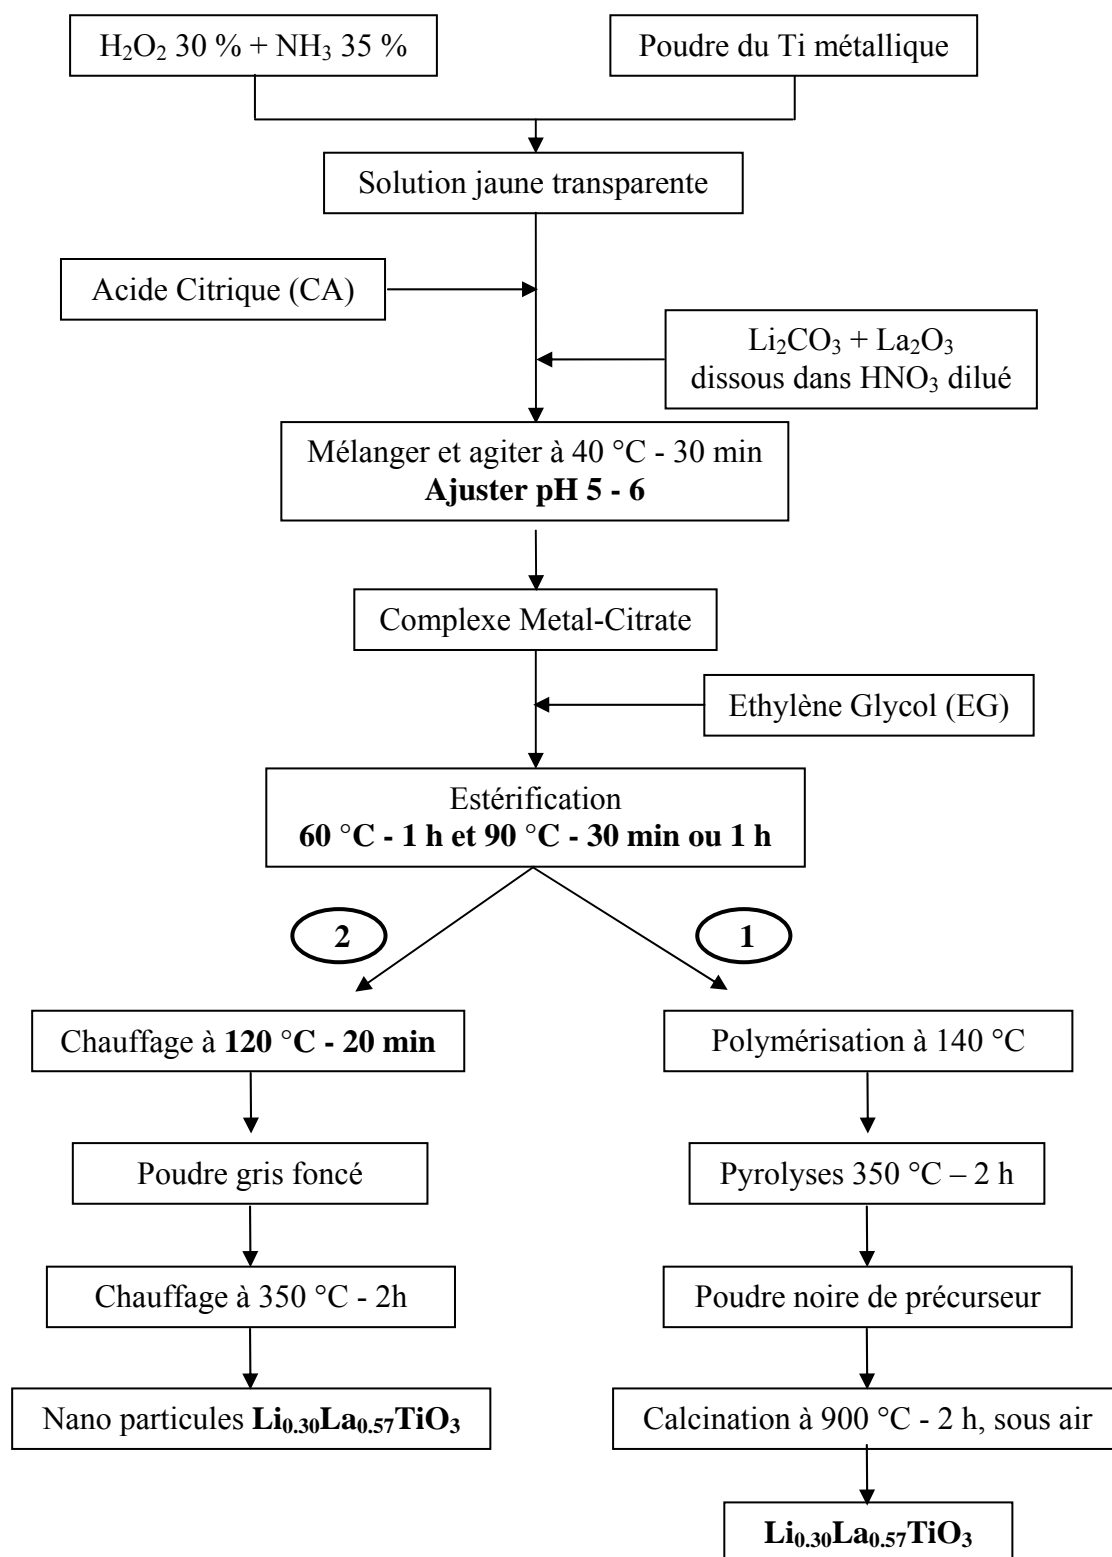 H₂O₂ 30 % + NH₃ 35 %
Poudre du Ti métallique
Solution jaune transparente
Acide Citrique (CA)
Li₂CO₃ + La₂O₃
dissous dans HNO₃ dilué
Mélanger et agiter à 40 °C - 30 min
Ajuster pH 5 - 6
Complexe Metal-Citrate
Ethylène Glycol (EG)
Estérification
60 °C - 1 h et 90 °C - 30 min ou 1 h
2
1
Chauffage à 120 °C - 20 min
Polymérisation à 140 °C
Poudre gris foncé
Pyrolyses 350 °C – 2 h
Chauffage à 350 °C - 2h
Poudre noire de précurseur
Nano particules Li₀.₃₀La₀.₅₇TiO₃
Calcination à 900 °C - 2 h, sous air
Li₀.₃₀La₀.₅₇TiO₃